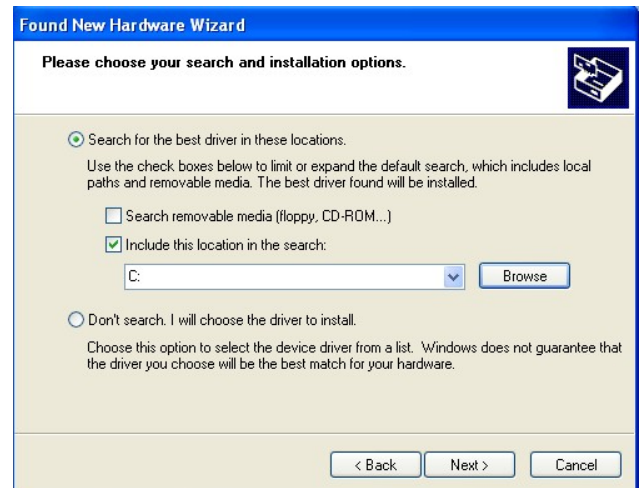 Found New Hardware Wizard
Please choose your search and installation options.
Search for the best driver in these locations.
Use the check boxes below to limit or expand the default search, which includes local
paths and removable media. The best driver found will be installed.
Search removable media (floppy, CD-ROM...)
Include this location in the search:
C:
Browse
Don't search. I will choose the driver to install.
Choose this option to select the device driver from a list. Windows does not guarantee that
the driver you choose will be the best match for your hardware.
< Back
Next >
Cancel